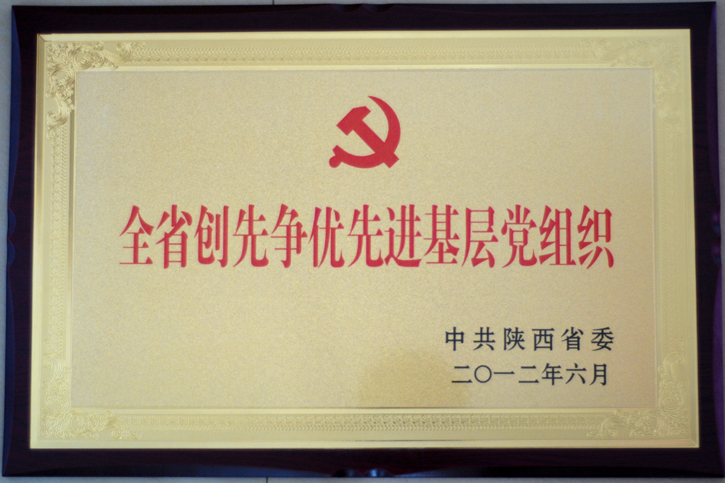 全省创先争优先进基层党组织
中共陕西省委
二〇一二年六月